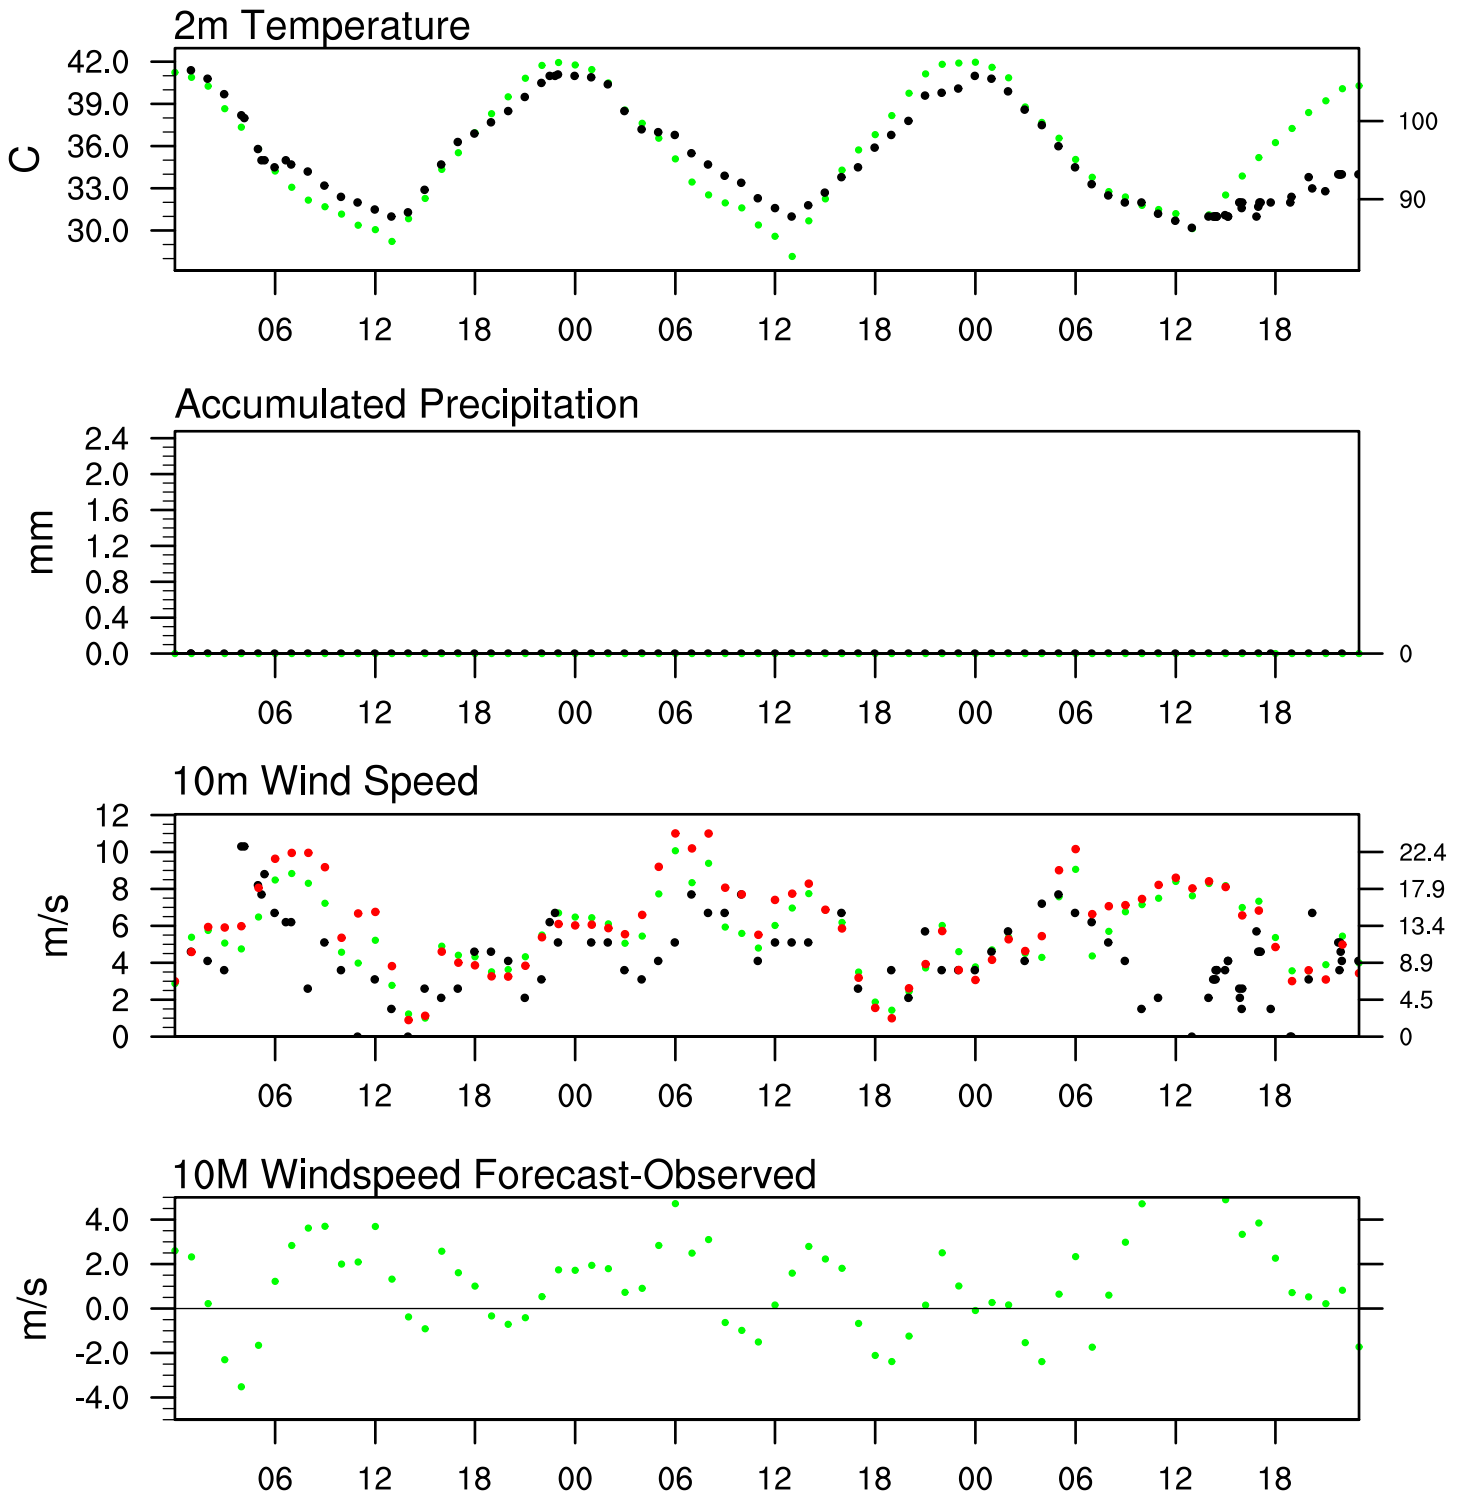 2m Temperature
42.0
39.0
36.0
33.0
30.0
C
100
90
06 12 18 00 06 12 18 00 06 12 18
Accumulated Precipitation
2.4
2.0
1.6
1.2
0.8
0.4
0.0
mm
0
06 12 18 00 06 12 18 00 06 12 18
10m Wind Speed
12
10
8
6
4
2
0
m/s
22.4
17.9
13.4
8.9
4.5
0
06 12 18 00 06 12 18 00 06 12 18
10M Windspeed Forecast-Observed
4.0
2.0
0.0
-2.0
-4.0
m/s
06 12 18 00 06 12 18 00 06 12 18